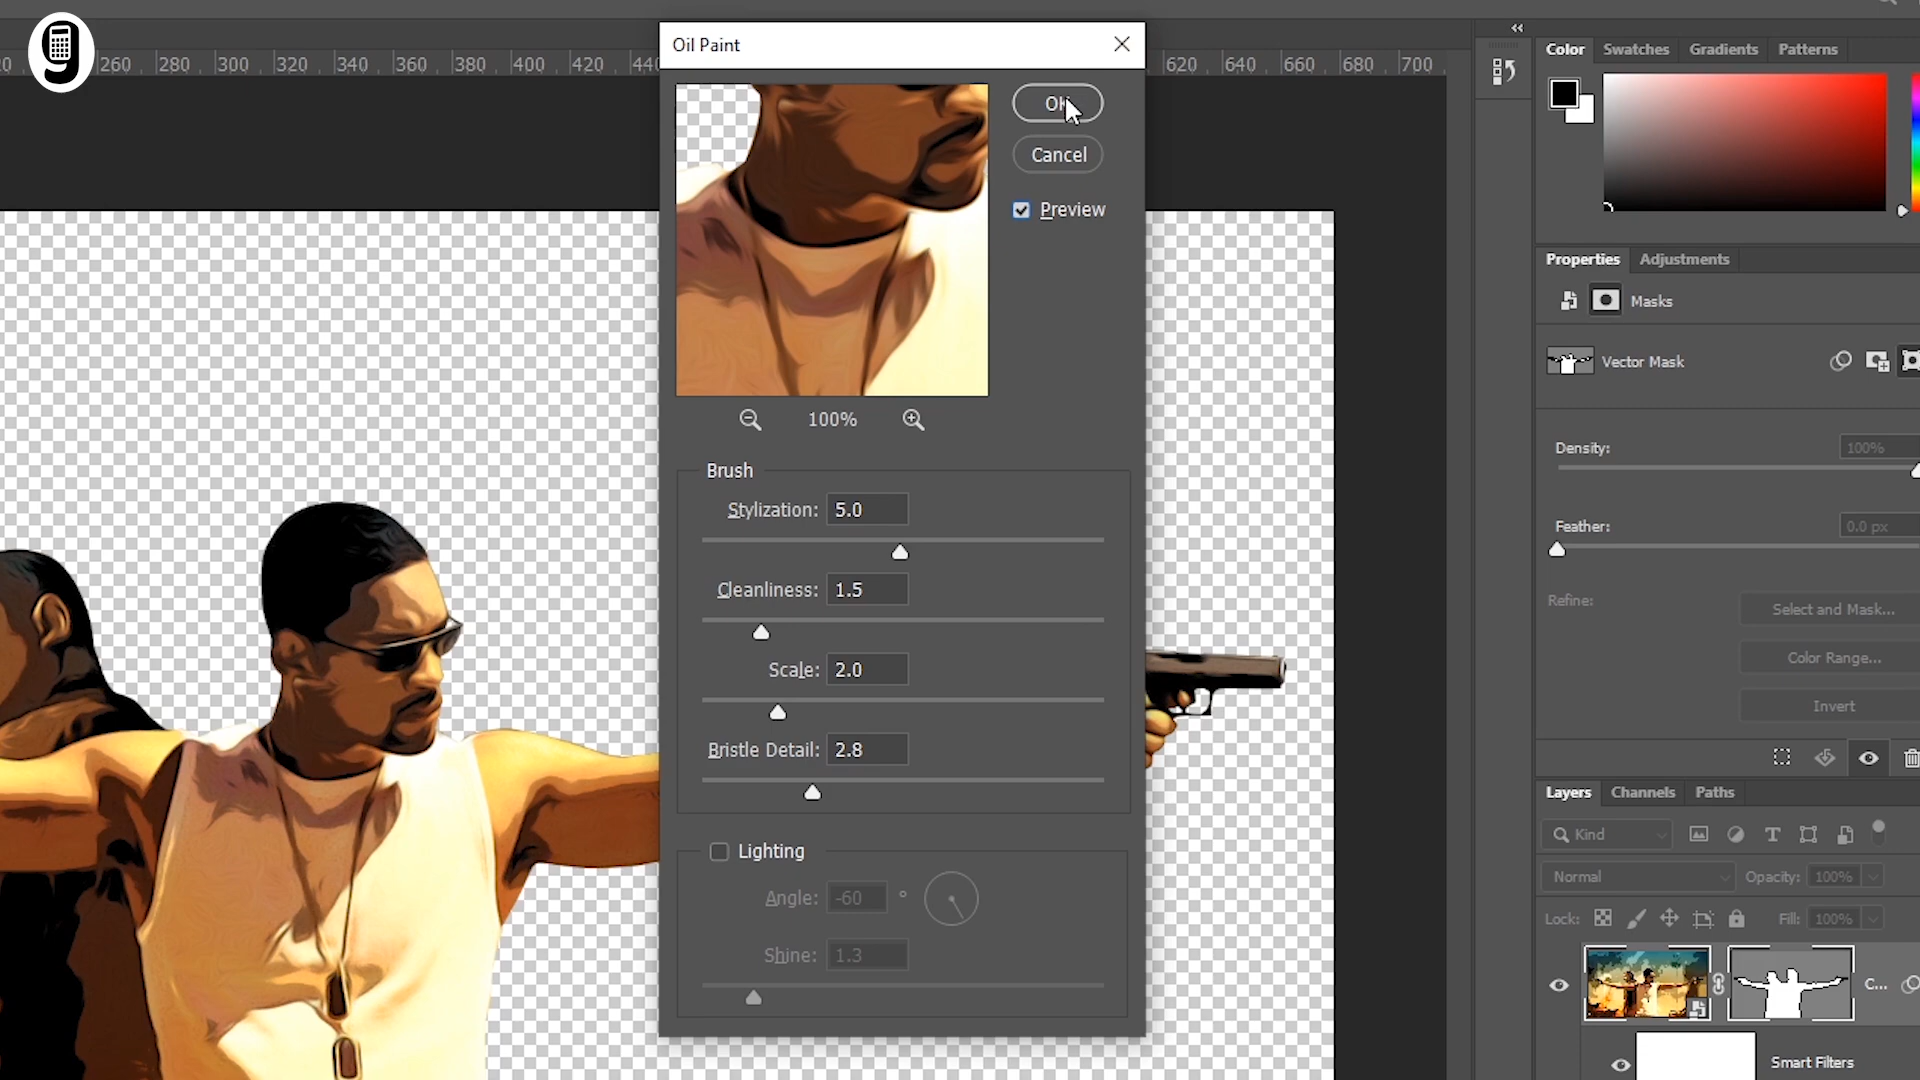 g
Oil Paint
260 280 300 320 340 360 380 400 420 440 620 640 660 680 700
OK
Cancel
Preview
100%
Brush
Stylization: 5.0
Cleanliness: 1.5
Scale: 2.0
Bristle Detail: 2.8
Lighting
Angle: -60 °
Shine: 1.3
Color Swatches Gradients Patterns
Properties Adjustments
Masks
Vector Mask
Density: 100%
Feather: 0.0 px
Refine:
Select and Mask...
Color Range...
Invert
Layers Channels Paths
Kind
Normal Opacity: 100%
Lock: Fill: 100%
C...
Smart Filters